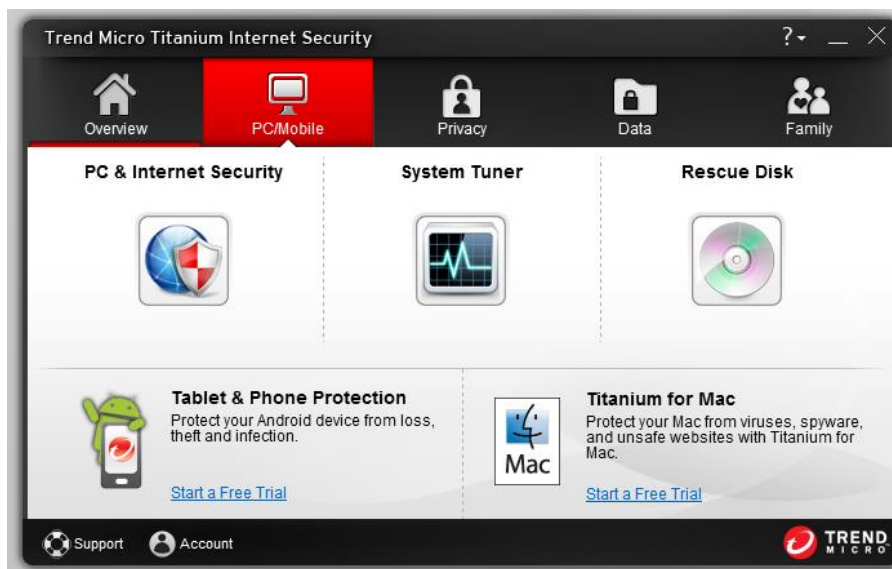 Trend Micro Titanium Internet Security
?
Overview
PC/Mobile
Privacy
Data
Family
PC & Internet Security
System Tuner
Rescue Disk
Tablet & Phone Protection
Protect your Android device from loss,
theft and infection.
Start a Free Trial
Mac
Titanium for Mac
Protect your Mac from viruses, spyware,
and unsafe websites with Titanium for
Mac.
Start a Free Trial
Support
Account
TREND
MICRO